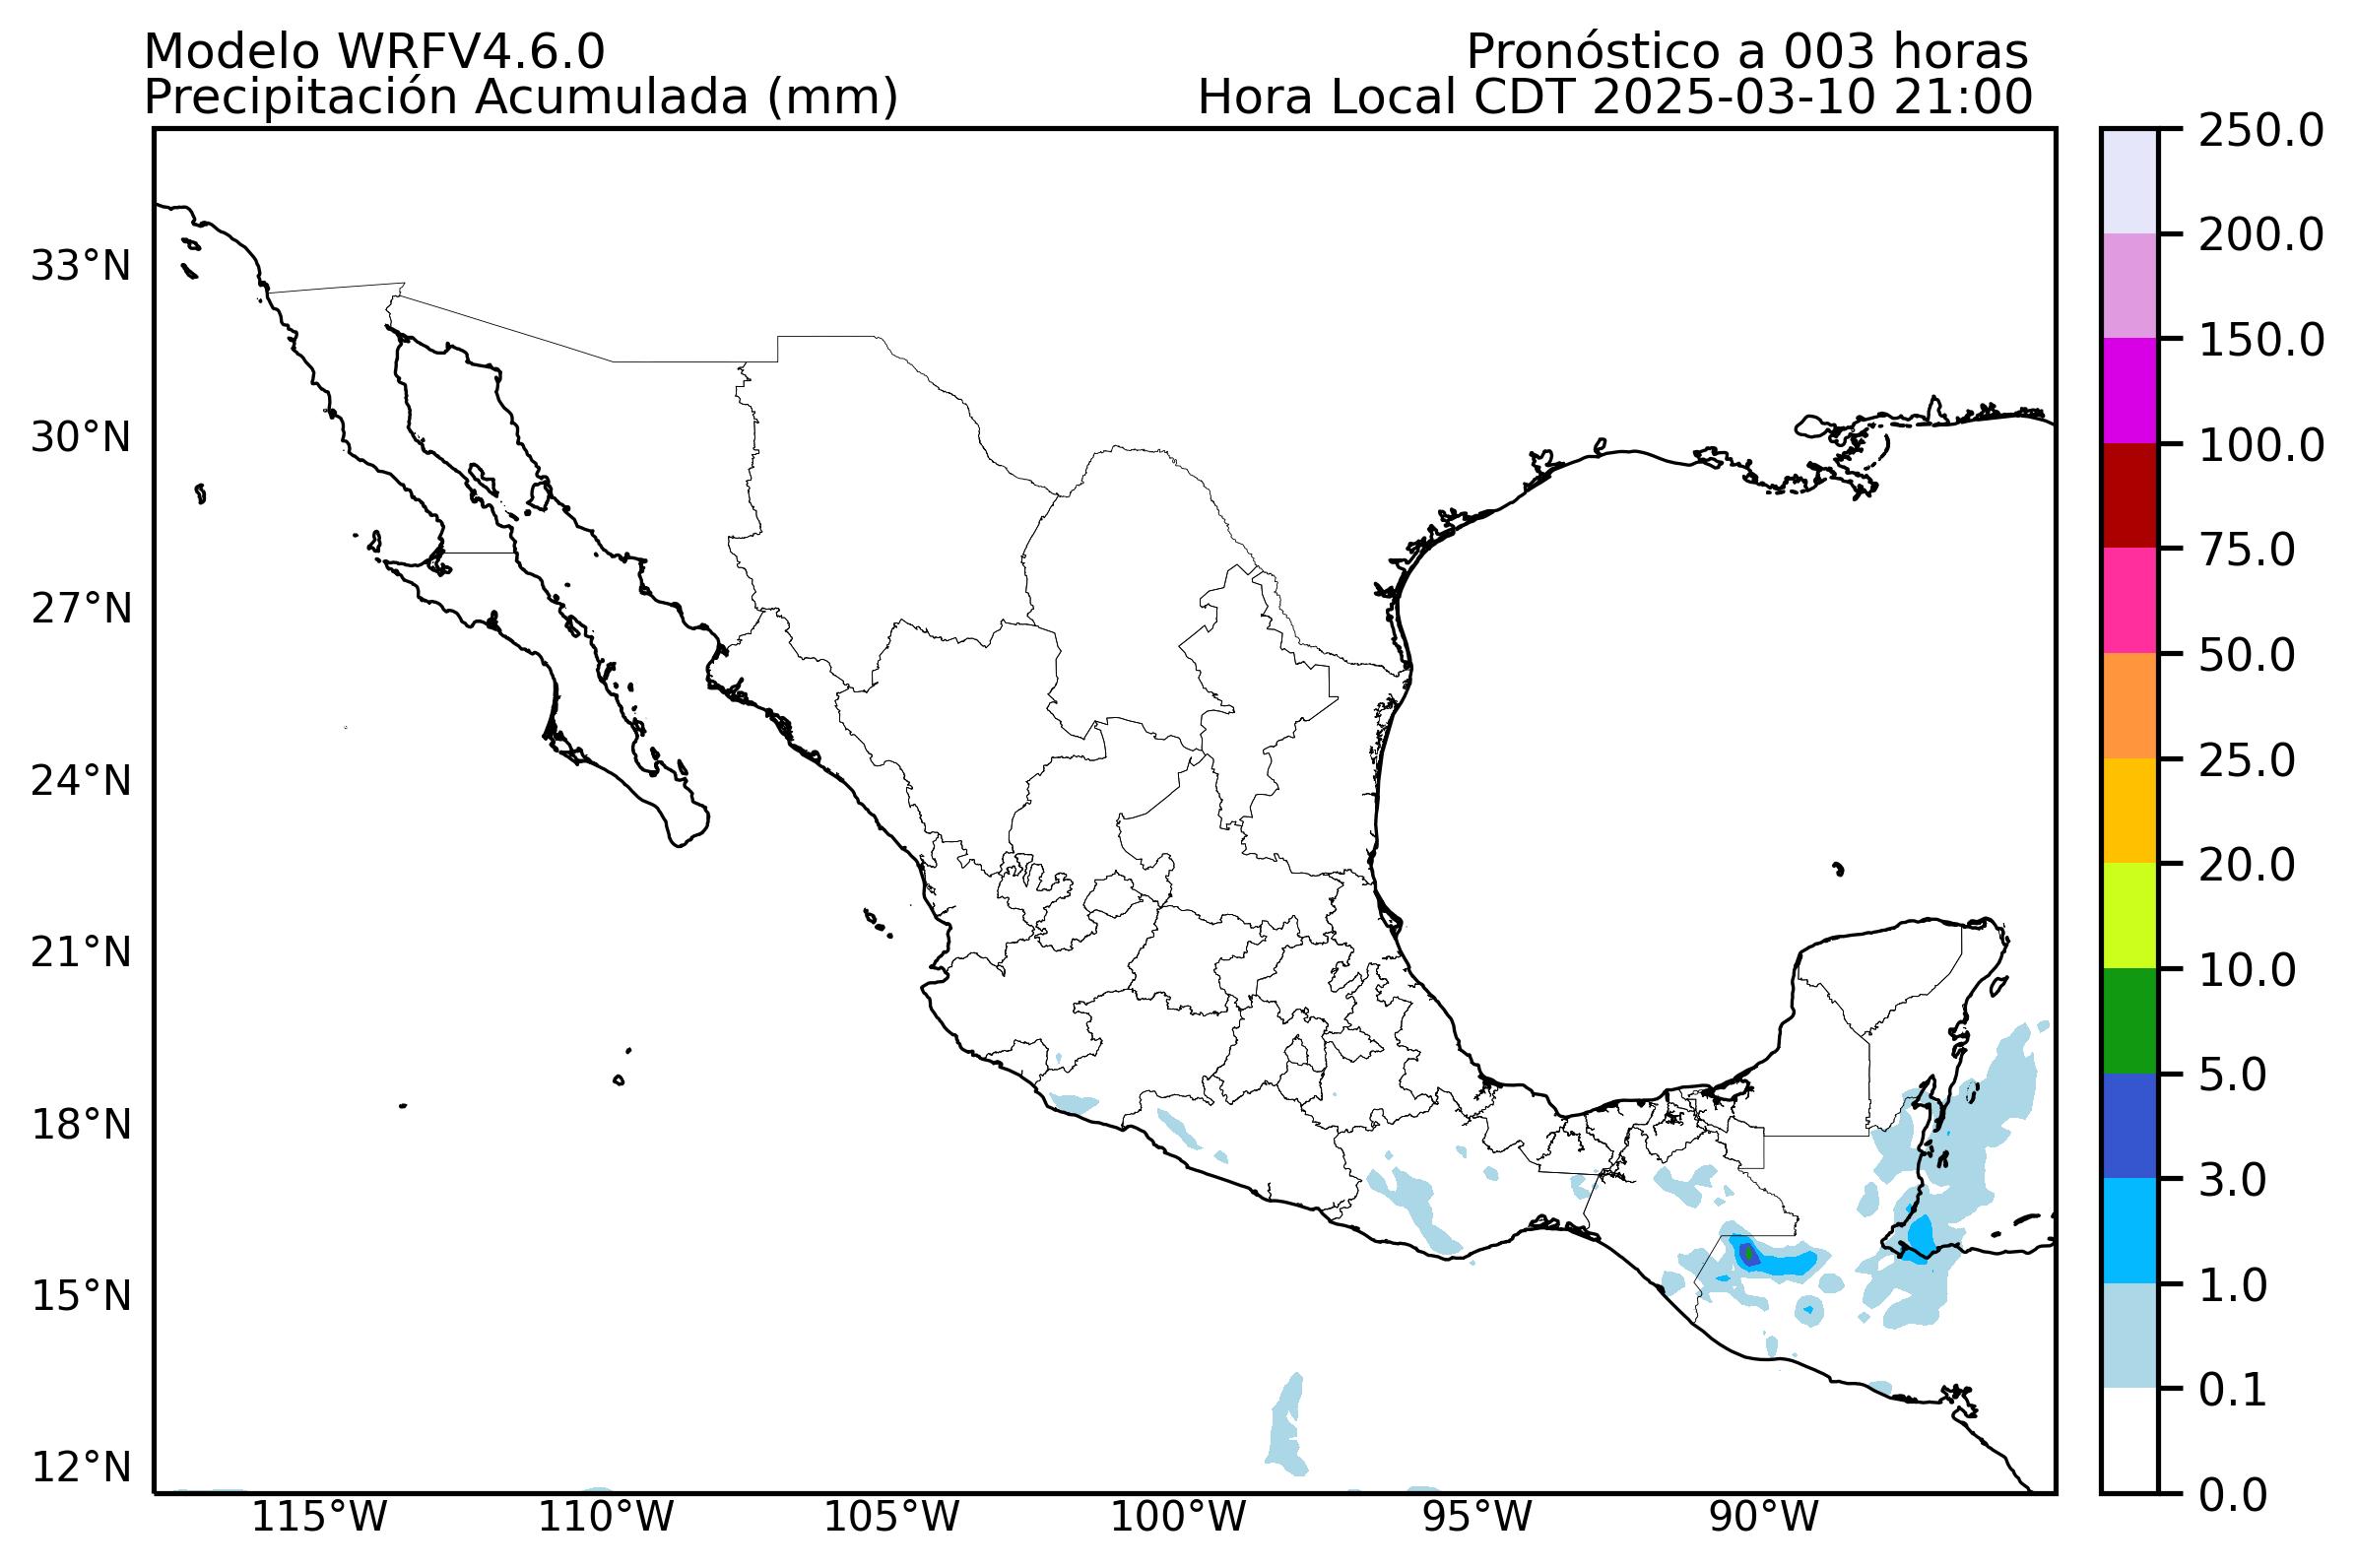 Modelo WRFV4.6.0
Pronóstico a 003 horas
Precipitación Acumulada (mm)
Hora Local CDT 2025-03-10 21:00
33°N
30°N
27°N
24°N
21°N
18°N
15°N
12°N
115°W
110°W
105°W
100°W
95°W
90°W
250.0
200.0
150.0
100.0
75.0
50.0
25.0
20.0
10.0
5.0
3.0
1.0
0.1
0.0